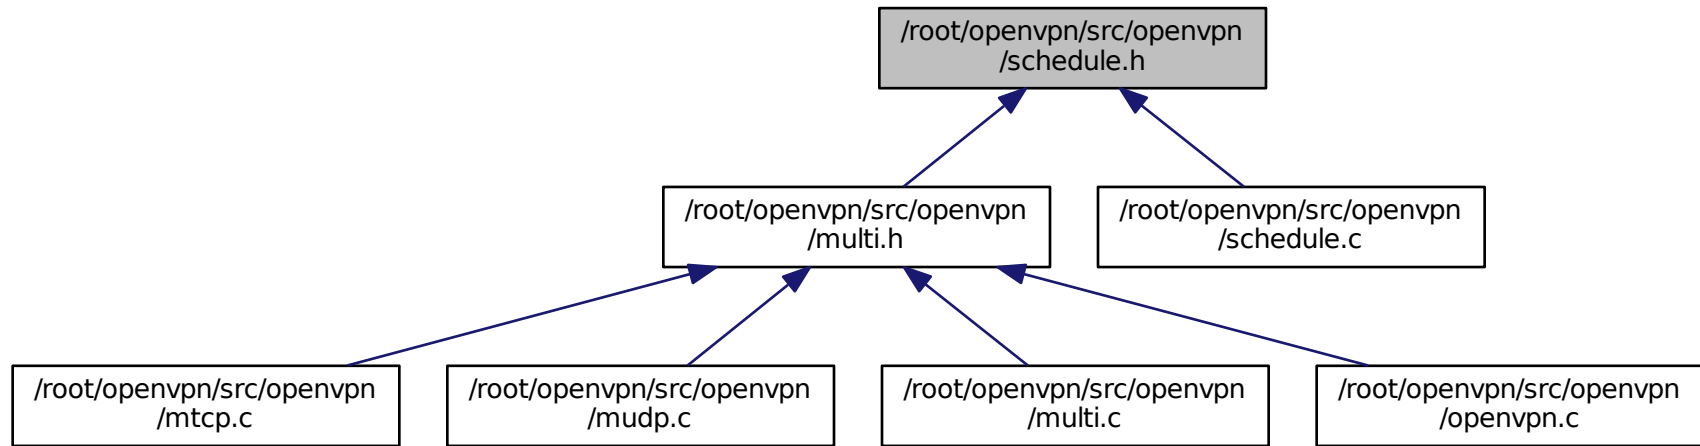 /root/openvpn/src/openvpn
/schedule.h
/root/openvpn/src/openvpn
/multi.h
/root/openvpn/src/openvpn
/schedule.c
/root/openvpn/src/openvpn
/mtcp.c
/root/openvpn/src/openvpn
/mudp.c
/root/openvpn/src/openvpn
/multi.c
/root/openvpn/src/openvpn
/openvpn.c